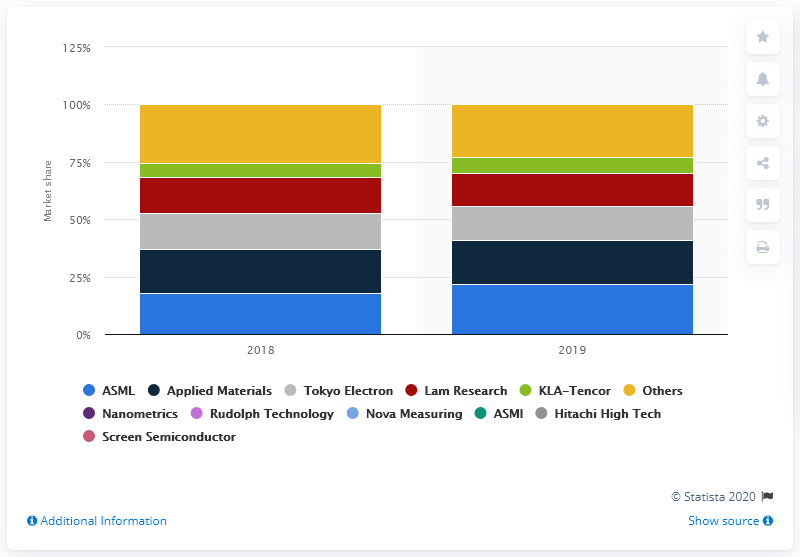 125%
100%
75%
50%
25%
0%
Market share
2018 2019
ASML Applied Materials Tokyo Electron Lam Research KLA-Tencor Others
Nanometrics Rudolph Technology Nova Measuring ASMI Hitachi High Tech
Screen Semiconductor
© Statista 2020
Additional Information Show source